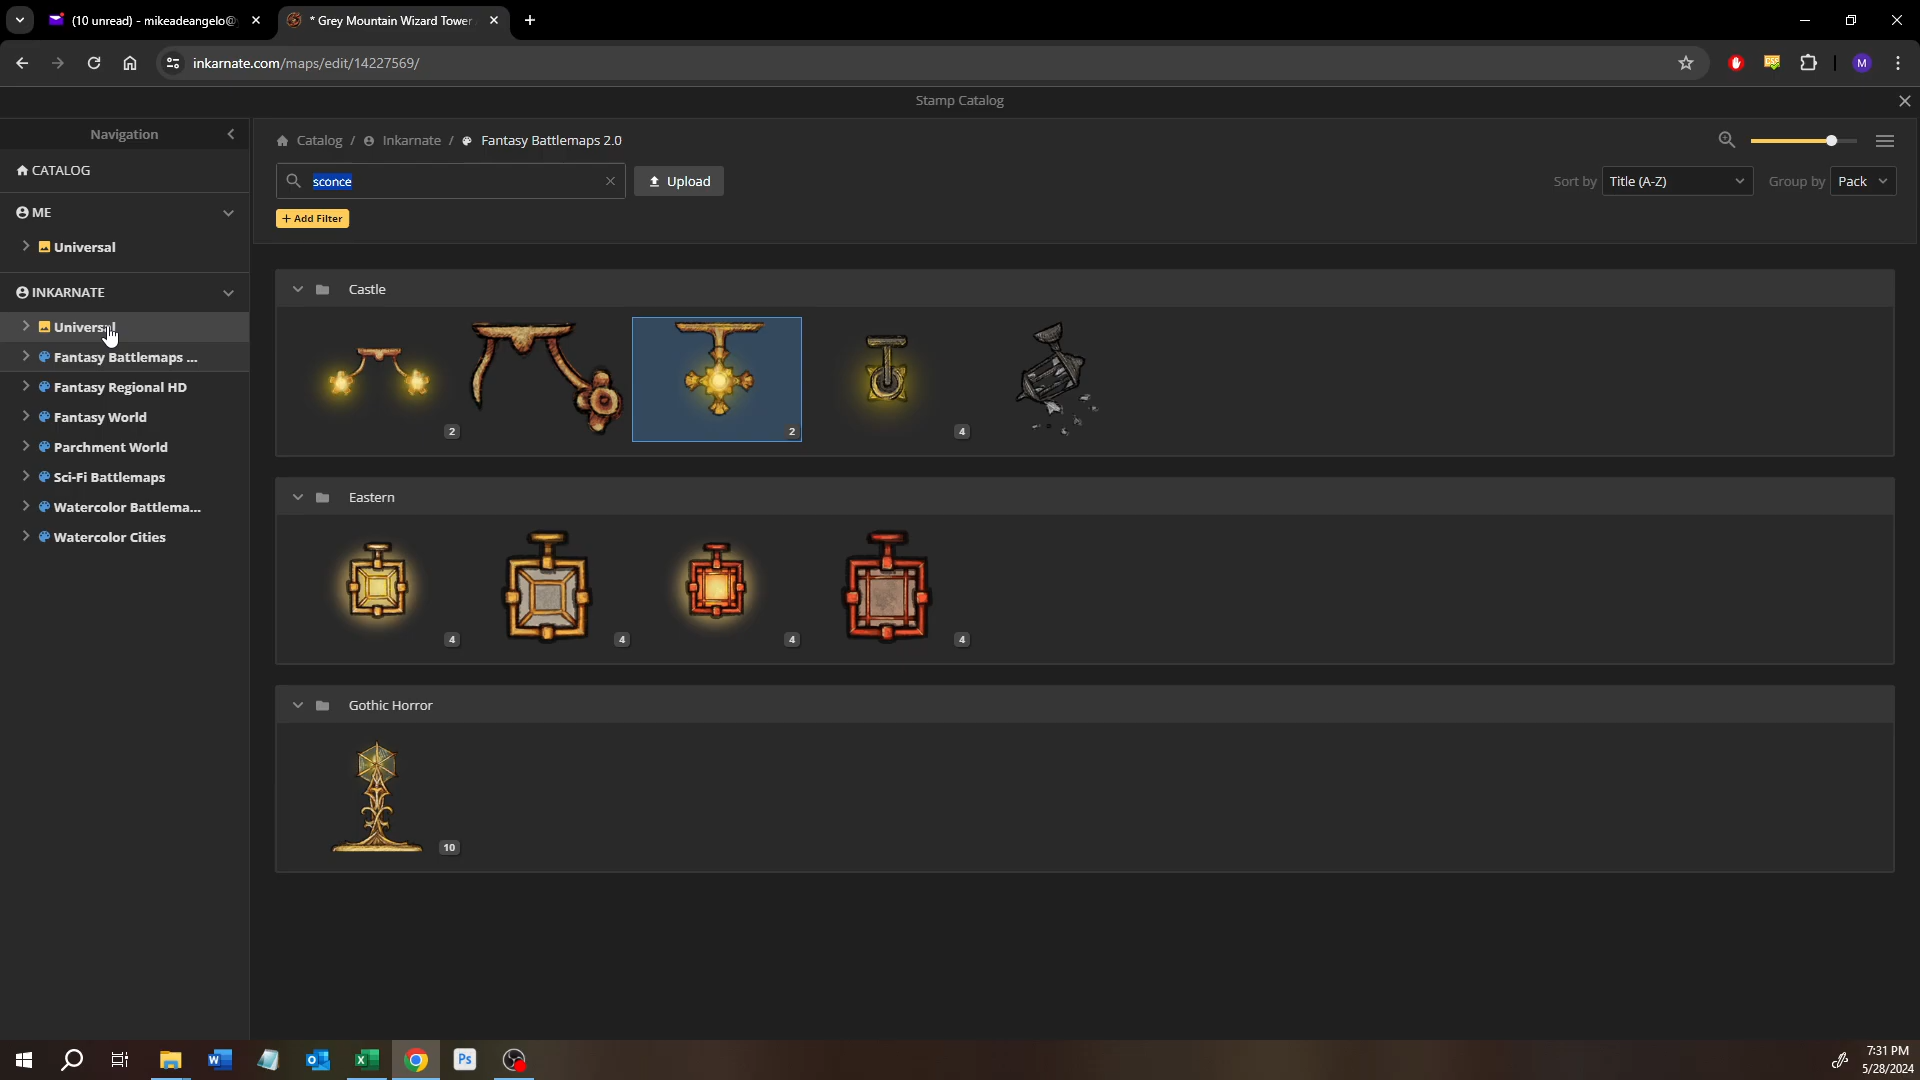 (10 unread) - mikeadeangelo@
* Grey Mountain Wizard Tower
inkarnate.com/maps/edit/14227569/
M
Stamp Catalog
Navigation
Catalog / Inkarnate / Fantasy Battlemaps 2.0
CATALOG
sconce
Upload
Sort by
Title (A-Z)
Group by
Pack
+ Add Filter
ME
Universal
INKARNATE
Universal
Fantasy Battlemaps ...
Fantasy Regional HD
Fantasy World
Parchment World
Sci-Fi Battlemaps
Watercolor Battlema...
Watercolor Cities
Castle
2
2
4
Eastern
4
4
4
4
Gothic Horror
10
Ps
7:31 PM
5/28/2024